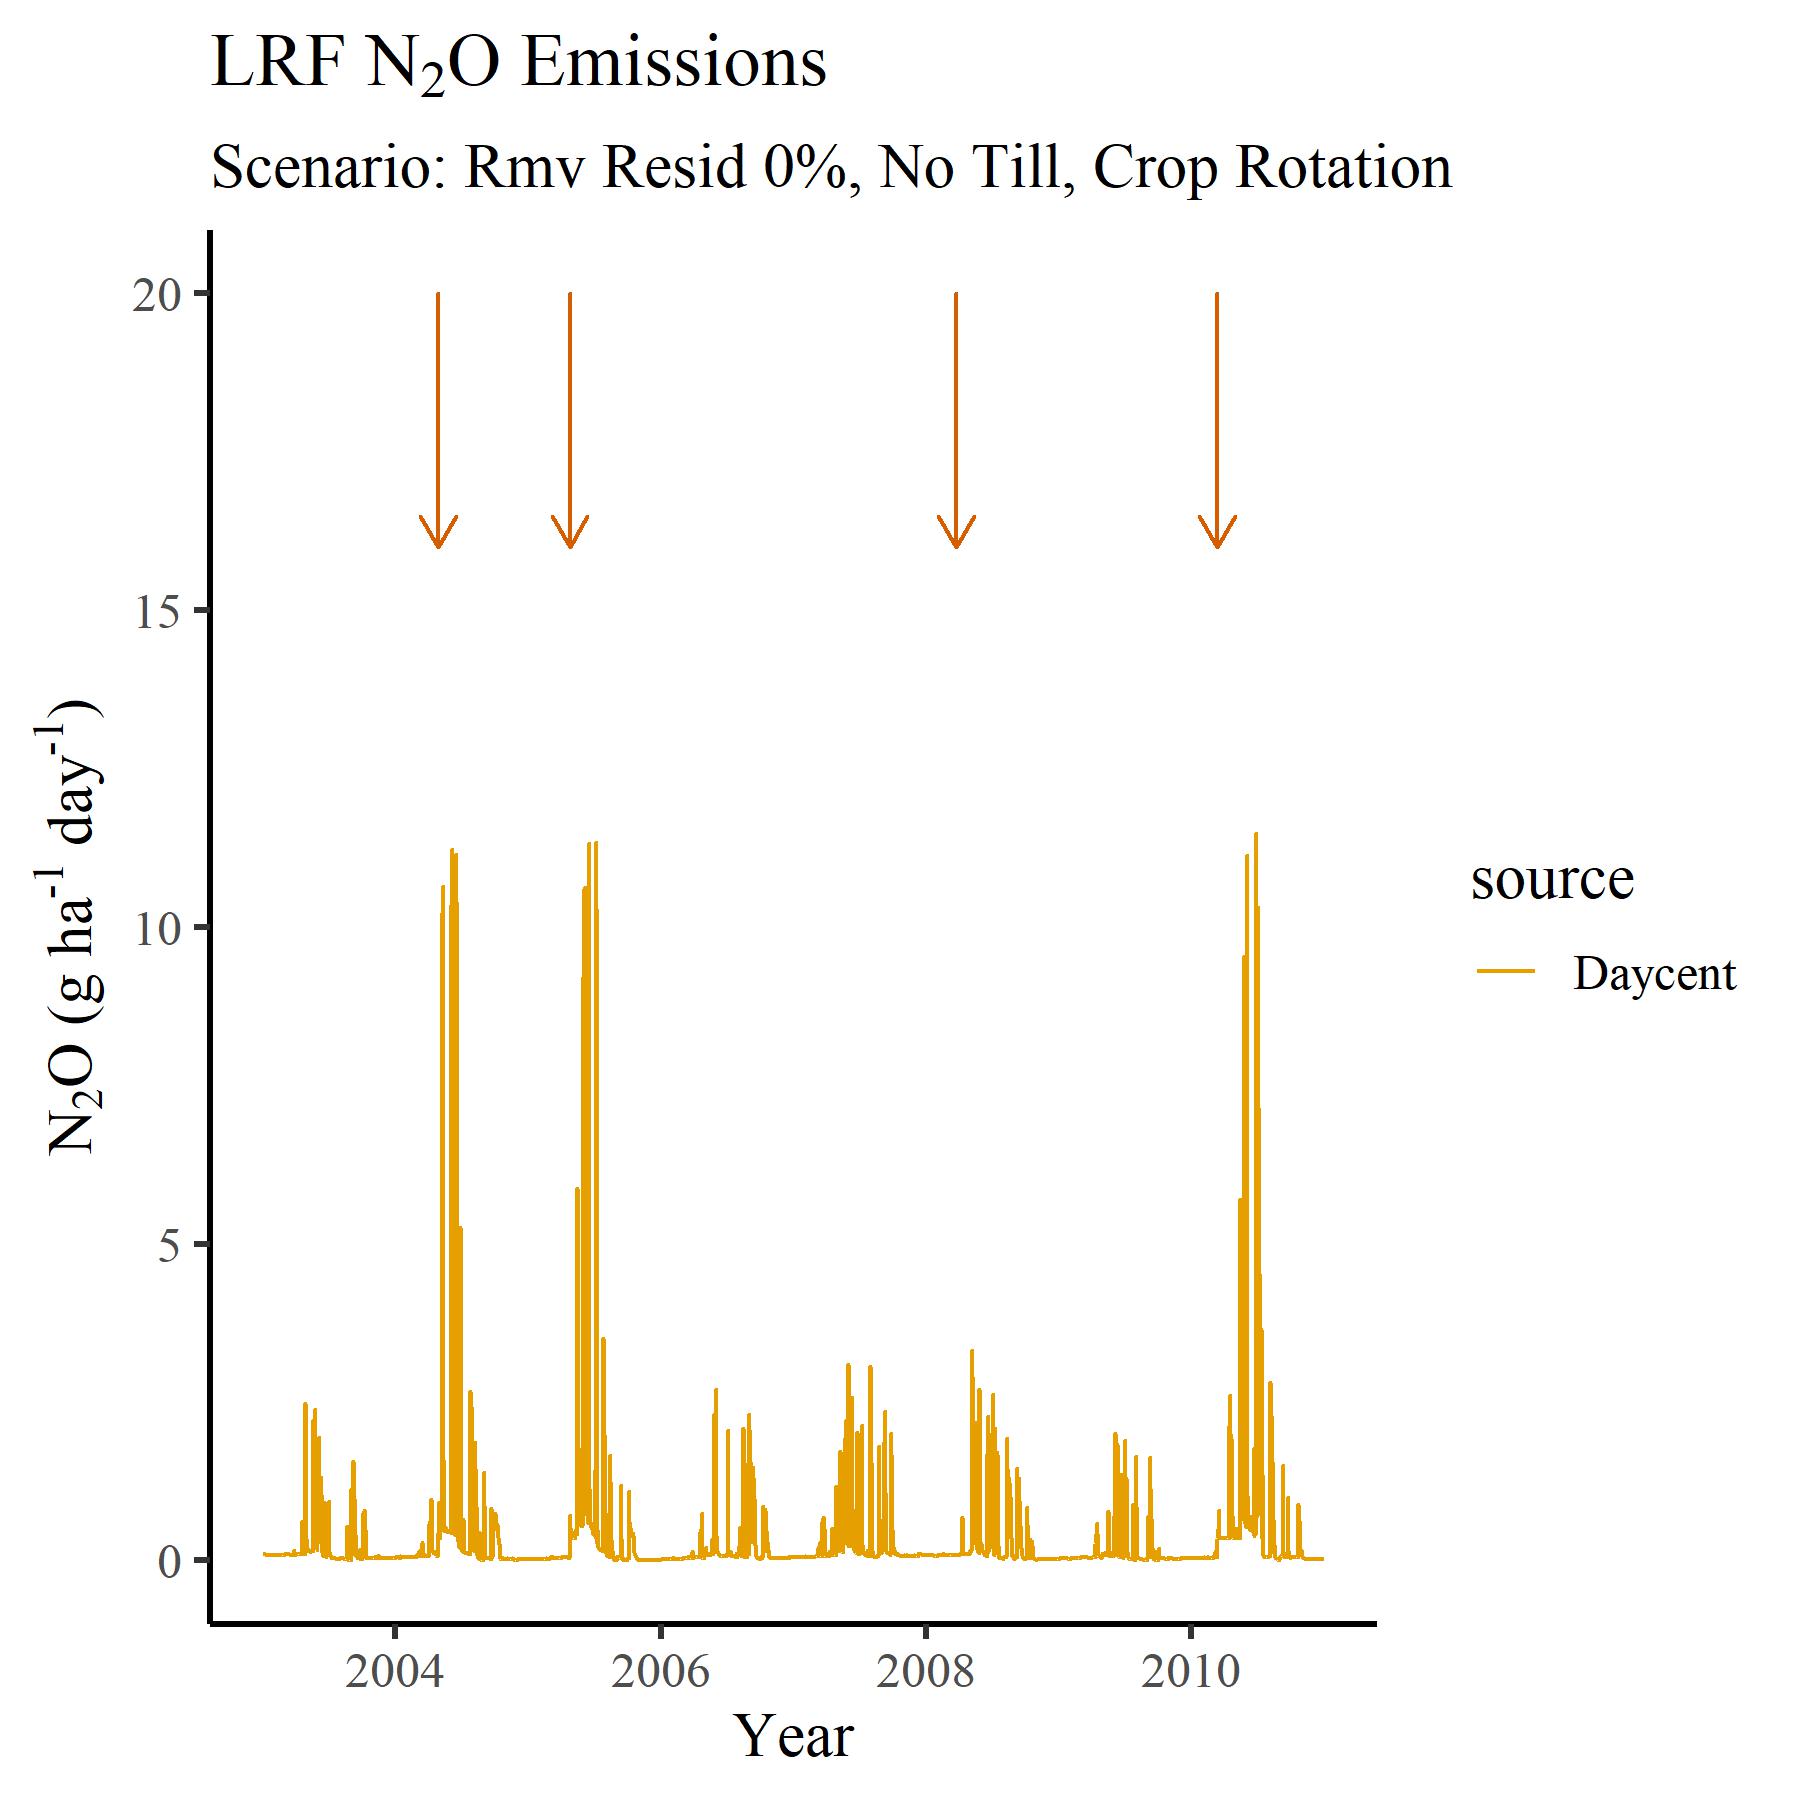 LRF N₂O Emissions
Scenario: Rmv Resid 0%, No Till, Crop Rotation
20
15
10
5
0
N₂O (g ha⁻¹ day⁻¹)
2004 2006 2008 2010
Year
source
Daycent